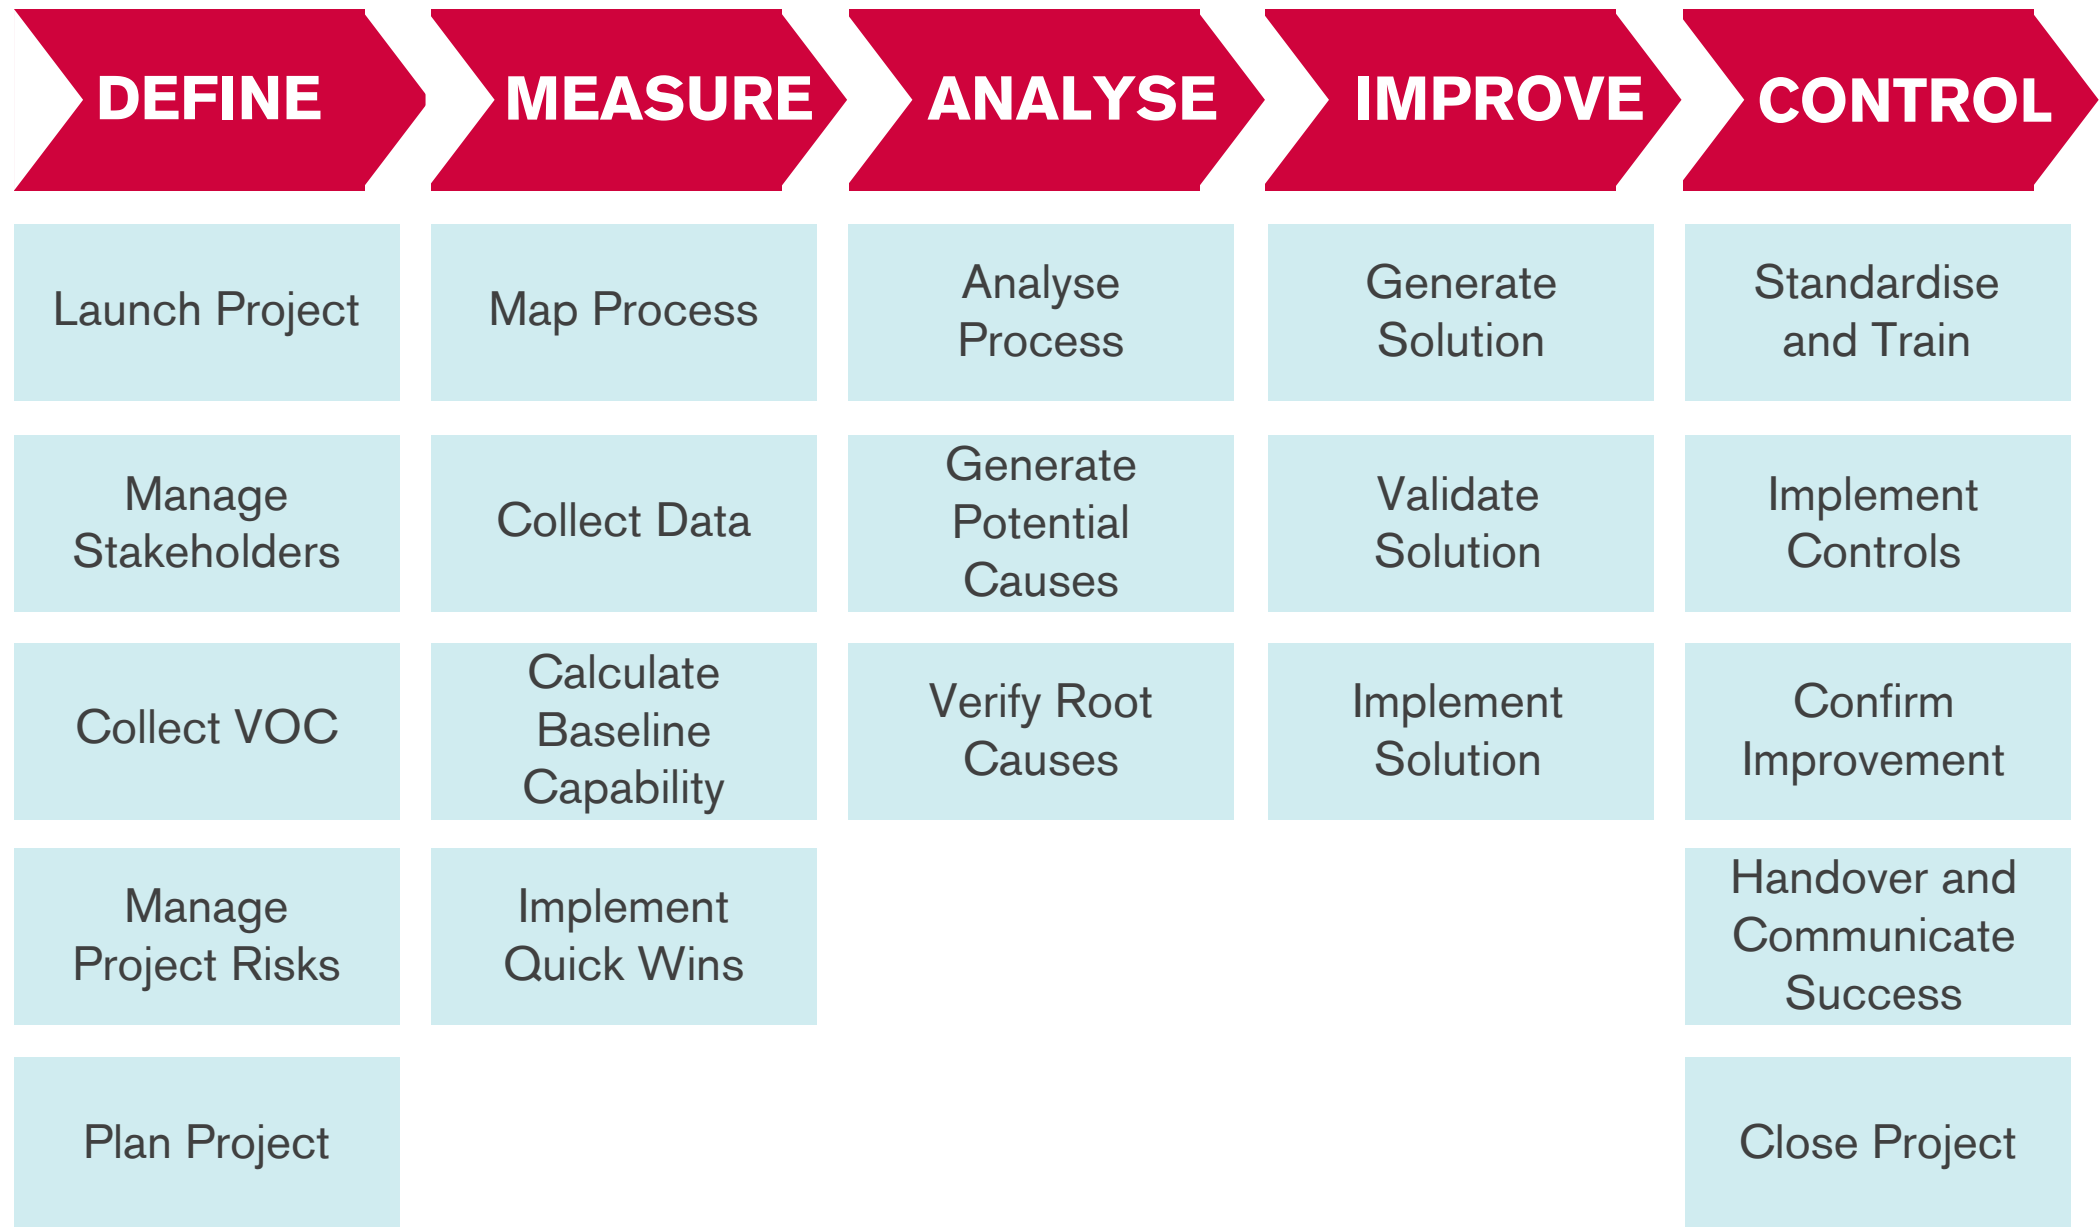 DEFINE
MEASURE
ANALYSE
IMPROVE
CONTROL
Launch Project
Map Process
Analyse
Process
Generate
Solution
Standardise
and Train
Manage
Stakeholders
Collect Data
Generate
Potential
Causes
Validate
Solution
Implement
Controls
Collect VOC
Calculate
Baseline
Capability
Verify Root
Causes
Implement
Solution
Confirm
Improvement
Manage
Project Risks
Implement
Quick Wins
Handover and
Communicate
Success
Plan Project
Close Project